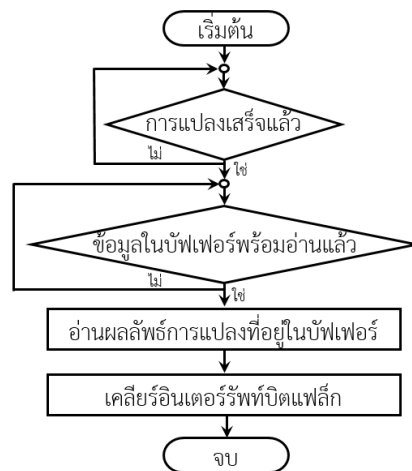 เริ่มต้น
การแปลงเสร็จแล้ว
ไม่
ใช่
ข้อมูลในบัฟเฟอร์พร้อมอ่านแล้ว
ไม่
ใช่
อ่านผลลัพธ์การแปลงที่อยู่ในบัฟเฟอร์
เคลียร์อินเตอร์รัพท์บิตแฟล็ก
จบ